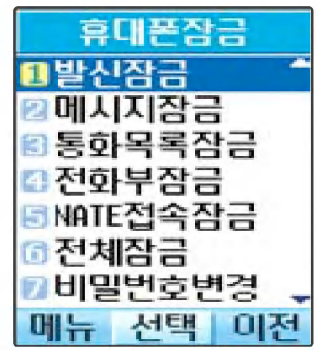 휴대폰잠금
1 발신잠금
2 메시지잠금
3 통화목록잠금
4 전화부잠금
5 NATE접속잠금
6 전체잠금
7 비밀번호변경
메뉴 선택 이전